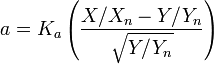 a = K_a \left( \frac{X/X_n - Y/Y_n}{\sqrt{Y/Y_n}} \right)